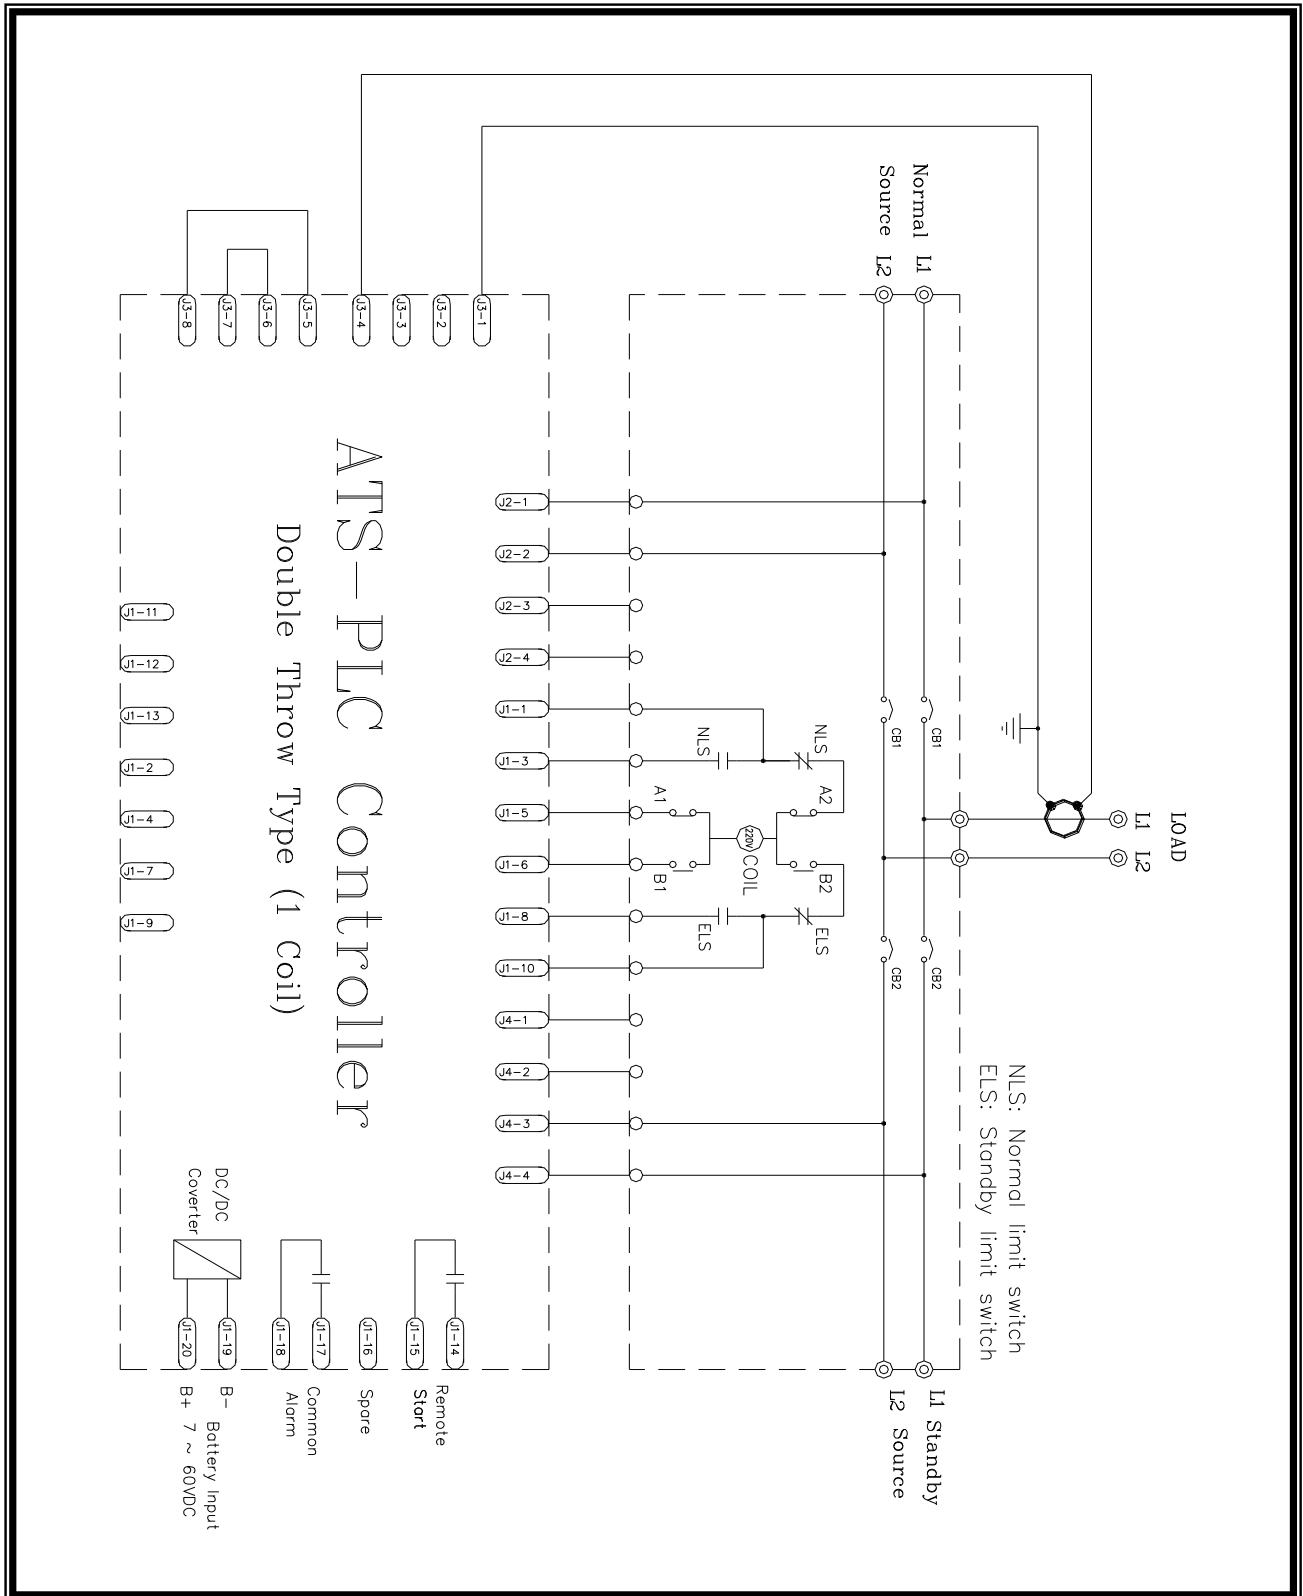 LOAD
L1
L2
NLS: Normal limit switch
ELS: Standby limit switch
Normal L1
Source L2
L1 Standby
L2 Source
CB1
CB1
CB2
CB2
NLS
NLS
A2
A1
220V
COIL
B2
B1
ELS
ELS
J2-1
J2-2
J2-3
J2-4
J1-1
J1-3
J1-5
J1-6
J1-8
J1-10
J4-1
J4-2
J4-3
J4-4
J3-1
J3-2
J3-3
J3-4
J3-5
J3-6
J3-7
J3-8
ATS-PLC Controller
Double Throw Type (1 Coil)
J1-14
J1-15
J1-16
J1-17
J1-18
J1-19
J1-20
Remote
Start
Spare
Common
Alarm
DC/DC
Coverter
B- Battery Input
B+ 7 ~ 60VDC
J1-11
J1-12
J1-13
J1-2
J1-4
J1-7
J1-9